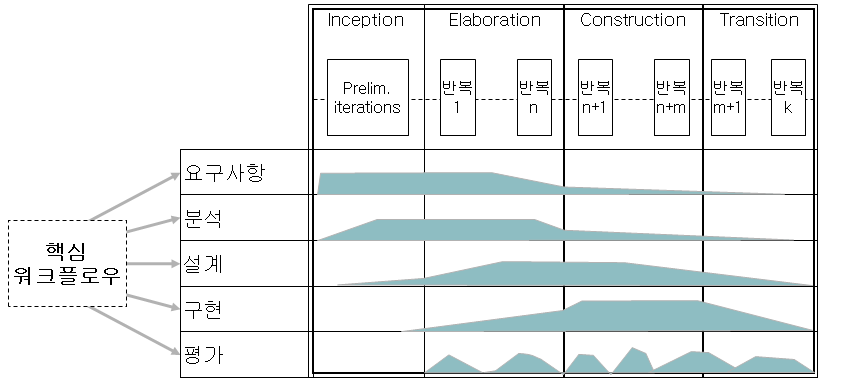 Inception Elaboration Construction Transition
Prelim. iterations
반복 1
반복 n
반복 n+1
반복 n+m
반복 m+1
반복 k
핵심 워크플로우
요구사항
분석
설계
구현
평가